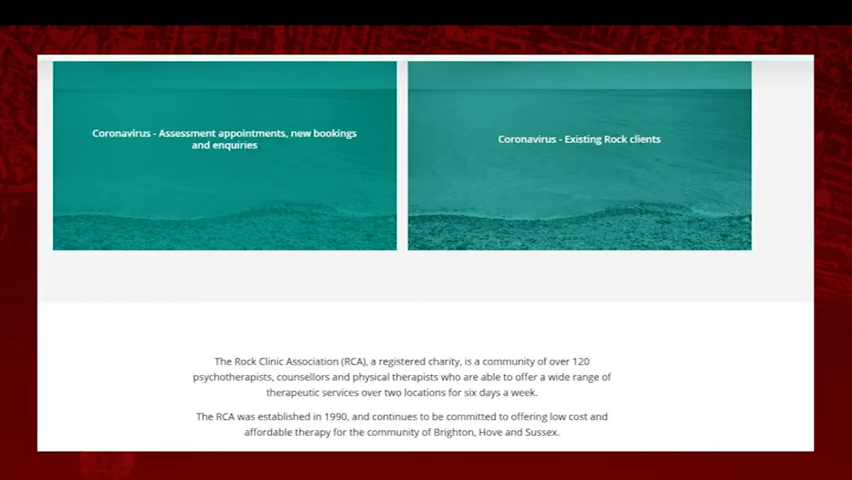 Coronavirus - Assessment appointments, new bookings
and enquiries
Coronavirus - Existing Rock clients
The Rock Clinic Association (RCA), a registered charity, is a community of over 120
psychotherapists, counsellors and physical therapists who are able to offer a wide range of
therapeutic services over two locations for six days a week.
The RCA was established in 1990, and continues to be committed to offering low cost and
affordable therapy for the community of Brighton, Hove and Sussex.